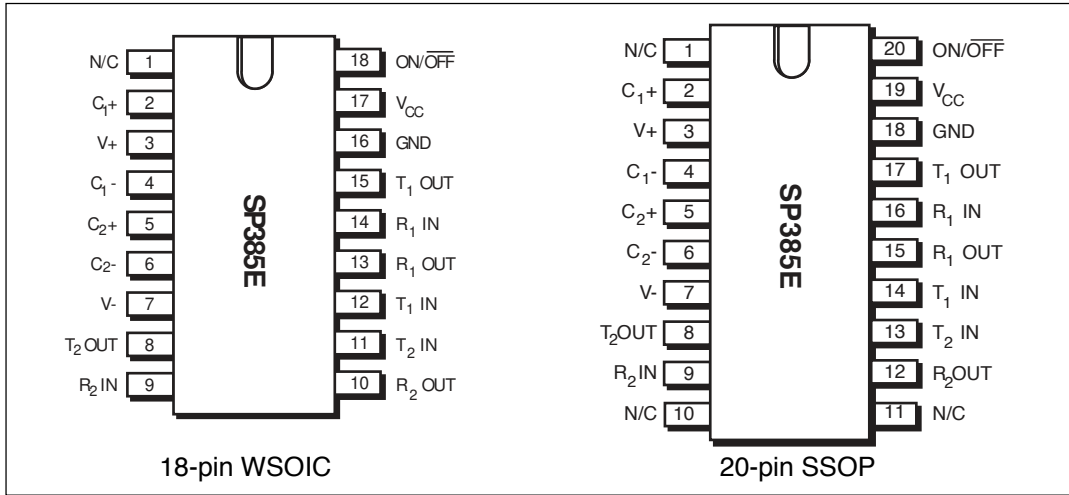 N/C 1 18 ON/OFF
C1+ 2 17 VCC
V+ 3 16 GND
C1- 4 15 T1 OUT
C2+ 5 14 R1 IN
C2- 6 13 R1 OUT
V- 7 12 T1 IN
T2OUT 8 11 T2 IN
R2IN 9 10 R2 OUT
SP385E
18-pin WSOIC
N/C 1 20 ON/OFF
C1+ 2 19 VCC
V+ 3 18 GND
C1- 4 17 T1 OUT
C2+ 5 16 R1 IN
C2- 6 15 R1 OUT
V- 7 14 T1 IN
T2OUT 8 13 T2 IN
R2IN 9 12 R2OUT
N/C 10 11 N/C
SP385E
20-pin SSOP